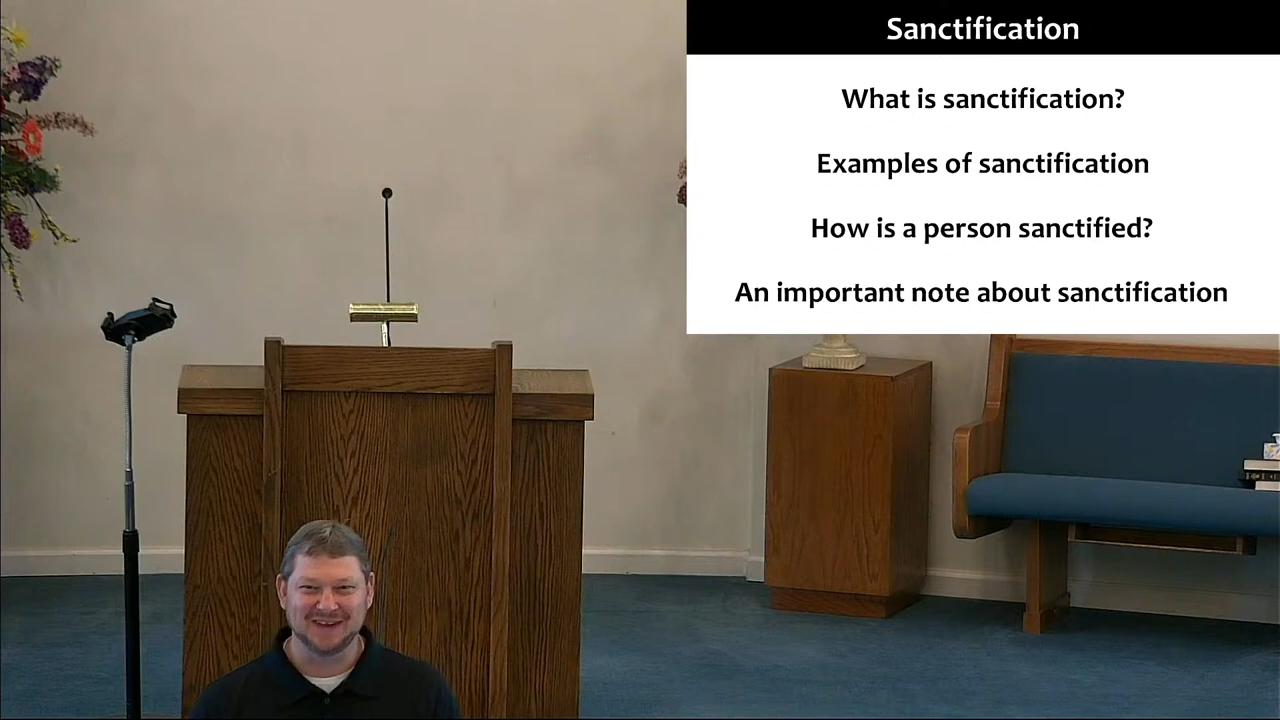 Sanctification
What is sanctification?
Examples of sanctification
How is a person sanctified?
An important note about sanctification